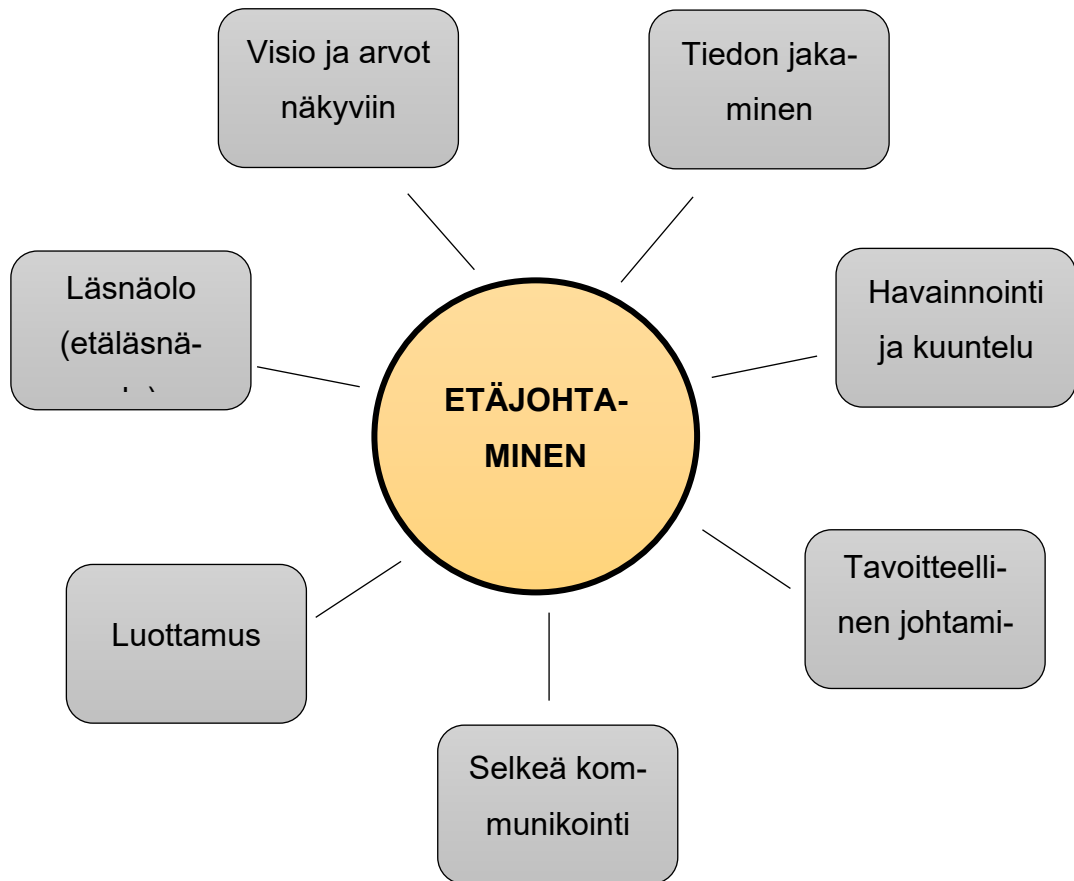 Visio ja arvot
näkyviin
Tiedon jaka-
minen
Läsnäolo
(etäläsnä-
Havainnointi
ja kuuntelu
ETÄJOHTA-
MINEN
Tavoitteelli-
nen johtami-
Luottamus
Selkeä kom-
munikointi